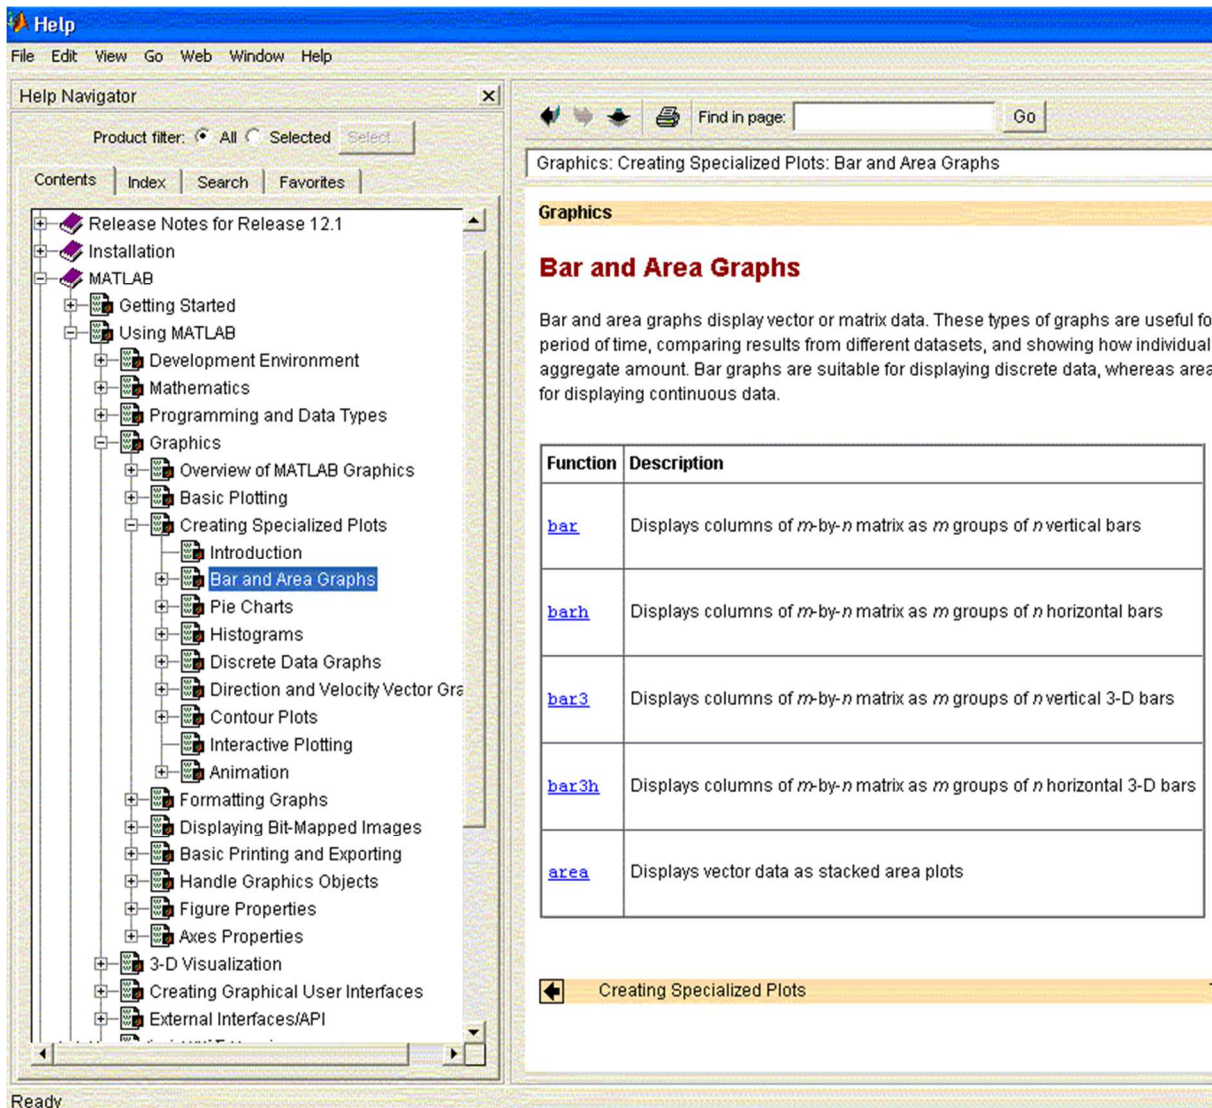 Help
File Edit View Go Web Window Help
Help Navigator
Product filter: All Selected Select...
Contents Index Search Favorites
Release Notes for Release 12.1
Installation
MATLAB
Getting Started
Using MATLAB
Development Environment
Mathematics
Programming and Data Types
Graphics
Overview of MATLAB Graphics
Basic Plotting
Creating Specialized Plots
Introduction
Bar and Area Graphs
Pie Charts
Histograms
Discrete Data Graphs
Direction and Velocity Vector Gra
Contour Plots
Interactive Plotting
Animation
Formatting Graphs
Displaying Bit-Mapped Images
Basic Printing and Exporting
Handle Graphics Objects
Figure Properties
Axes Properties
3-D Visualization
Creating Graphical User Interfaces
External Interfaces/API
Ready
Find in page: Go
Graphics: Creating Specialized Plots: Bar and Area Graphs
Graphics
Bar and Area Graphs
Bar and area graphs display vector or matrix data. These types of graphs are useful fo
period of time, comparing results from different datasets, and showing how individual
aggregate amount. Bar graphs are suitable for displaying discrete data, whereas area
for displaying continuous data.
Function Description
bar Displays columns of m-by-n matrix as m groups of n vertical bars
barh Displays columns of m-by-n matrix as m groups of n horizontal bars
bar3 Displays columns of m-by-n matrix as m groups of n vertical 3-D bars
bar3h Displays columns of m-by-n matrix as m groups of n horizontal 3-D bars
area Displays vector data as stacked area plots
Creating Specialized Plots